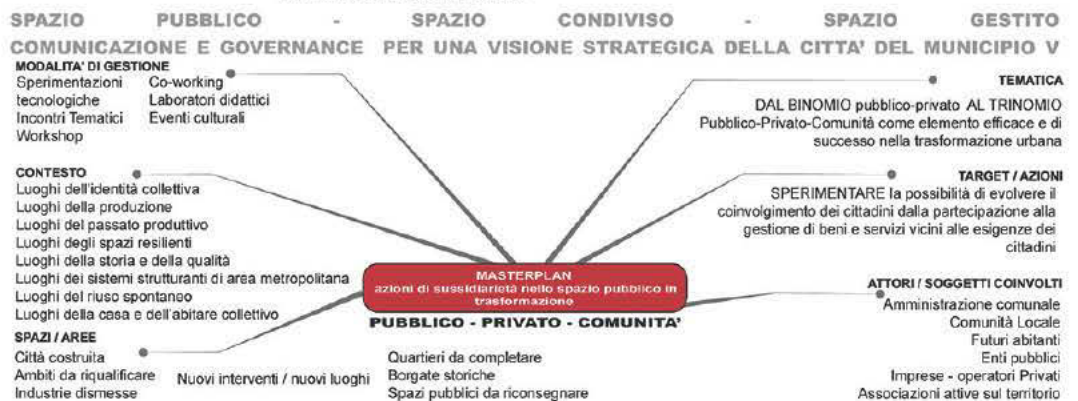 SPAZIO PUBBLICO - SPAZIO CONDIVISO - SPAZIO GESTITO
COMUNICAZIONE E GOVERNANCE PER UNA VISIONE STRATEGICA DELLA CITTA' DEL MUNICIPIO V
MODALITA' DI GESTIONE
Sperimentazioni
tecnologiche
Incontri Tematici
Workshop
Co-working
Laboratori didattici
Eventi culturali
TEMATICA
DAL BINOMIO pubblico-privato AL TRINOMIO
Pubblico-Privato-Comunità come elemento efficace e di
successo nella trasformazione urbana
CONTESTO
Luoghi dell'identità collettiva
Luoghi della produzione
Luoghi del passato produttivo
Luoghi degli spazi resilienti
Luoghi della storia e della qualità
Luoghi dei sistemi strutturanti di area metropolitana
Luoghi del riuso spontaneo
Luoghi della casa e dell'abitare collettivo
TARGET / AZIONI
SPERIMENTARE la possibilità di evolvere il
coinvolgimento dei cittadini dalla partecipazione alla
gestione di beni e servizi vicini alle esigenze dei
cittadini
MASTERPLAN
azioni di sussidiarietà nello spazio pubblico in
trasformazione
PUBBLICO - PRIVATO - COMUNITA'
SPAZI / AREE
Città costruita
Ambiti da riqualificare
Industrie dismesse
Nuovi interventi / nuovi luoghi
Quartieri da completare
Borgate storiche
Spazi pubblici da riconsegnare
ATTORI / SOGGETTI COINVOLTI
Amministrazione comunale
Comunità Locale
Futuri abitanti
Enti pubblici
Imprese - operatori Privati
Associazioni attive sul territorio